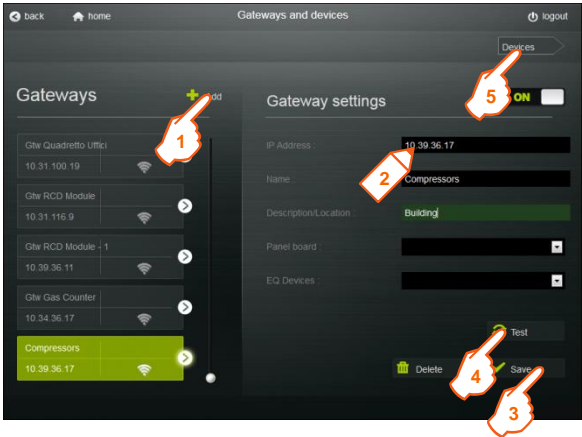 back home Gateways and devices logout
Devices
5
Gateways
dd
1
Gateway settings
ON
Gtw Quadretto Uffici
10.31.100.19
Gtw RCD Module
10.31.116.9
Gtw RCD Module - 1
10.39.36.11
Gtw Gas Counter
10.34.36.17
Compressors
10.39.36.17
IP Address :
10.39.36.17
2
Name :
Compressors
Description/Location :
Building
Panel board :
EQ Devices :
Test
4
Delete
Save
3